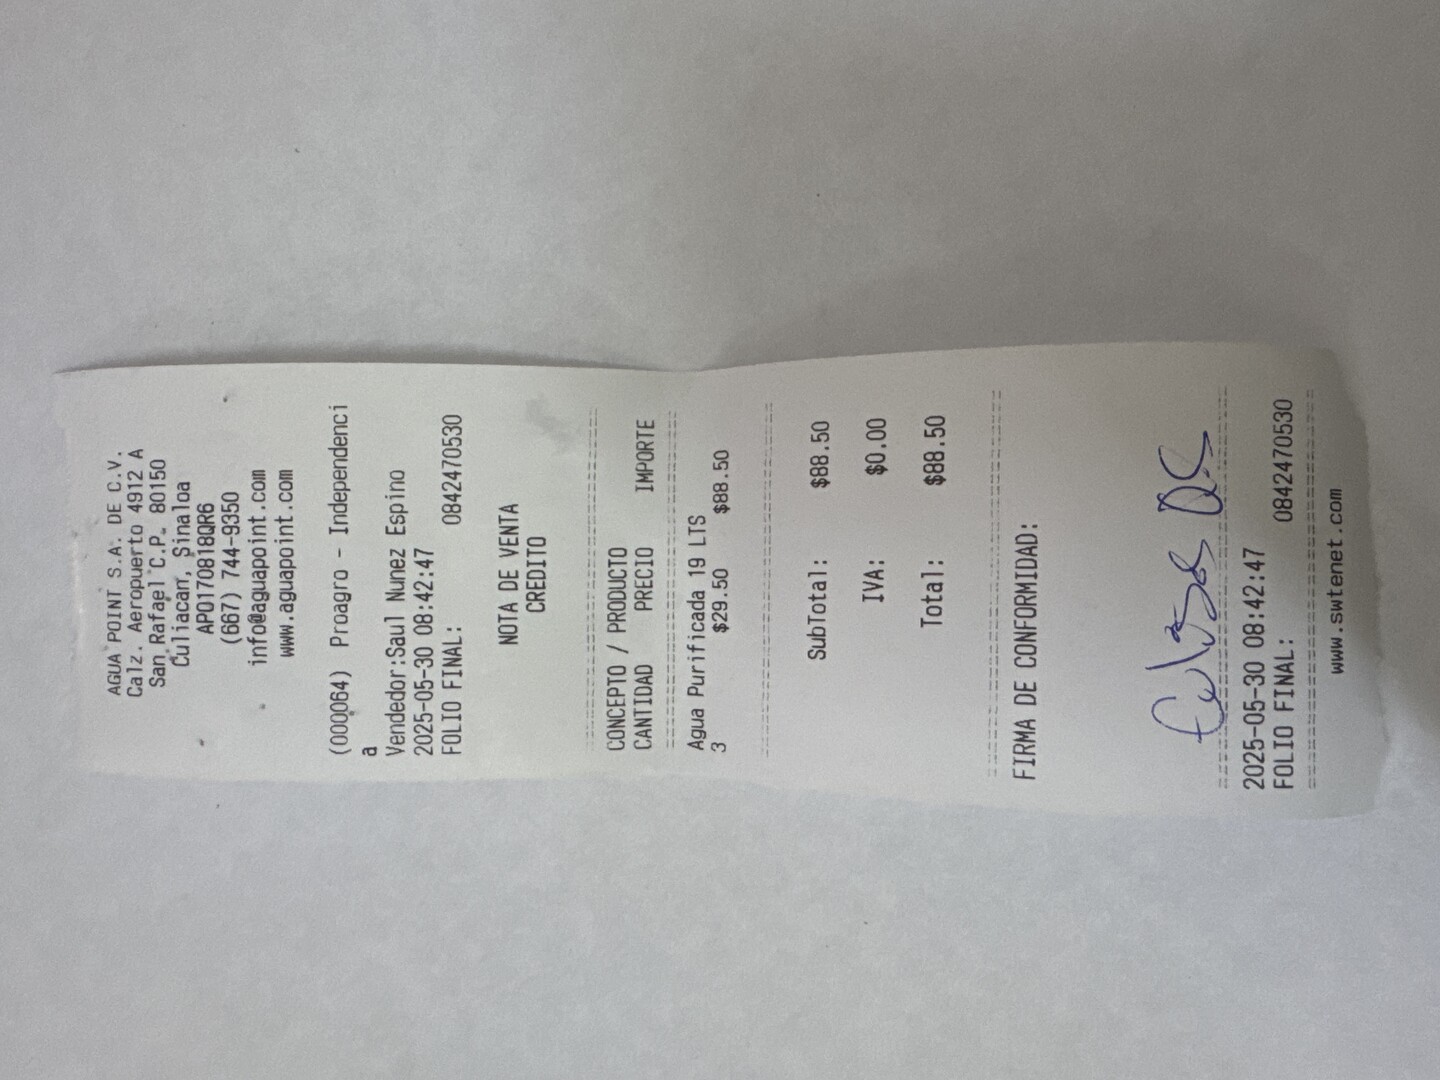 AGUA POINT S.A. DE C.V.
Calz. Aeropuerto 4912 A
San Rafael C.P. 80150
Culiacan, Sinaloa
APO170818QR6
(667) 744-9350
info@aguapoint.com
www.aguapoint.com
(000064) Proagro - Independenci
a
Vendedor:Saul Nunez Espino
2025-05-30 08:42:47
FOLIO FINAL: 0842470530
NOTA DE VENTA
CREDITO
CONCEPTO / PRODUCTO
CANTIDAD PRECIO IMPORTE
Agua Purificada 19 LTS
3 $29.50 $88.50
SubTotal: $88.50
IVA: $0.00
Total: $88.50
FIRMA DE CONFORMIDAD:
2025-05-30 08:42:47
FOLIO FINAL: 0842470530
www.swtenet.com